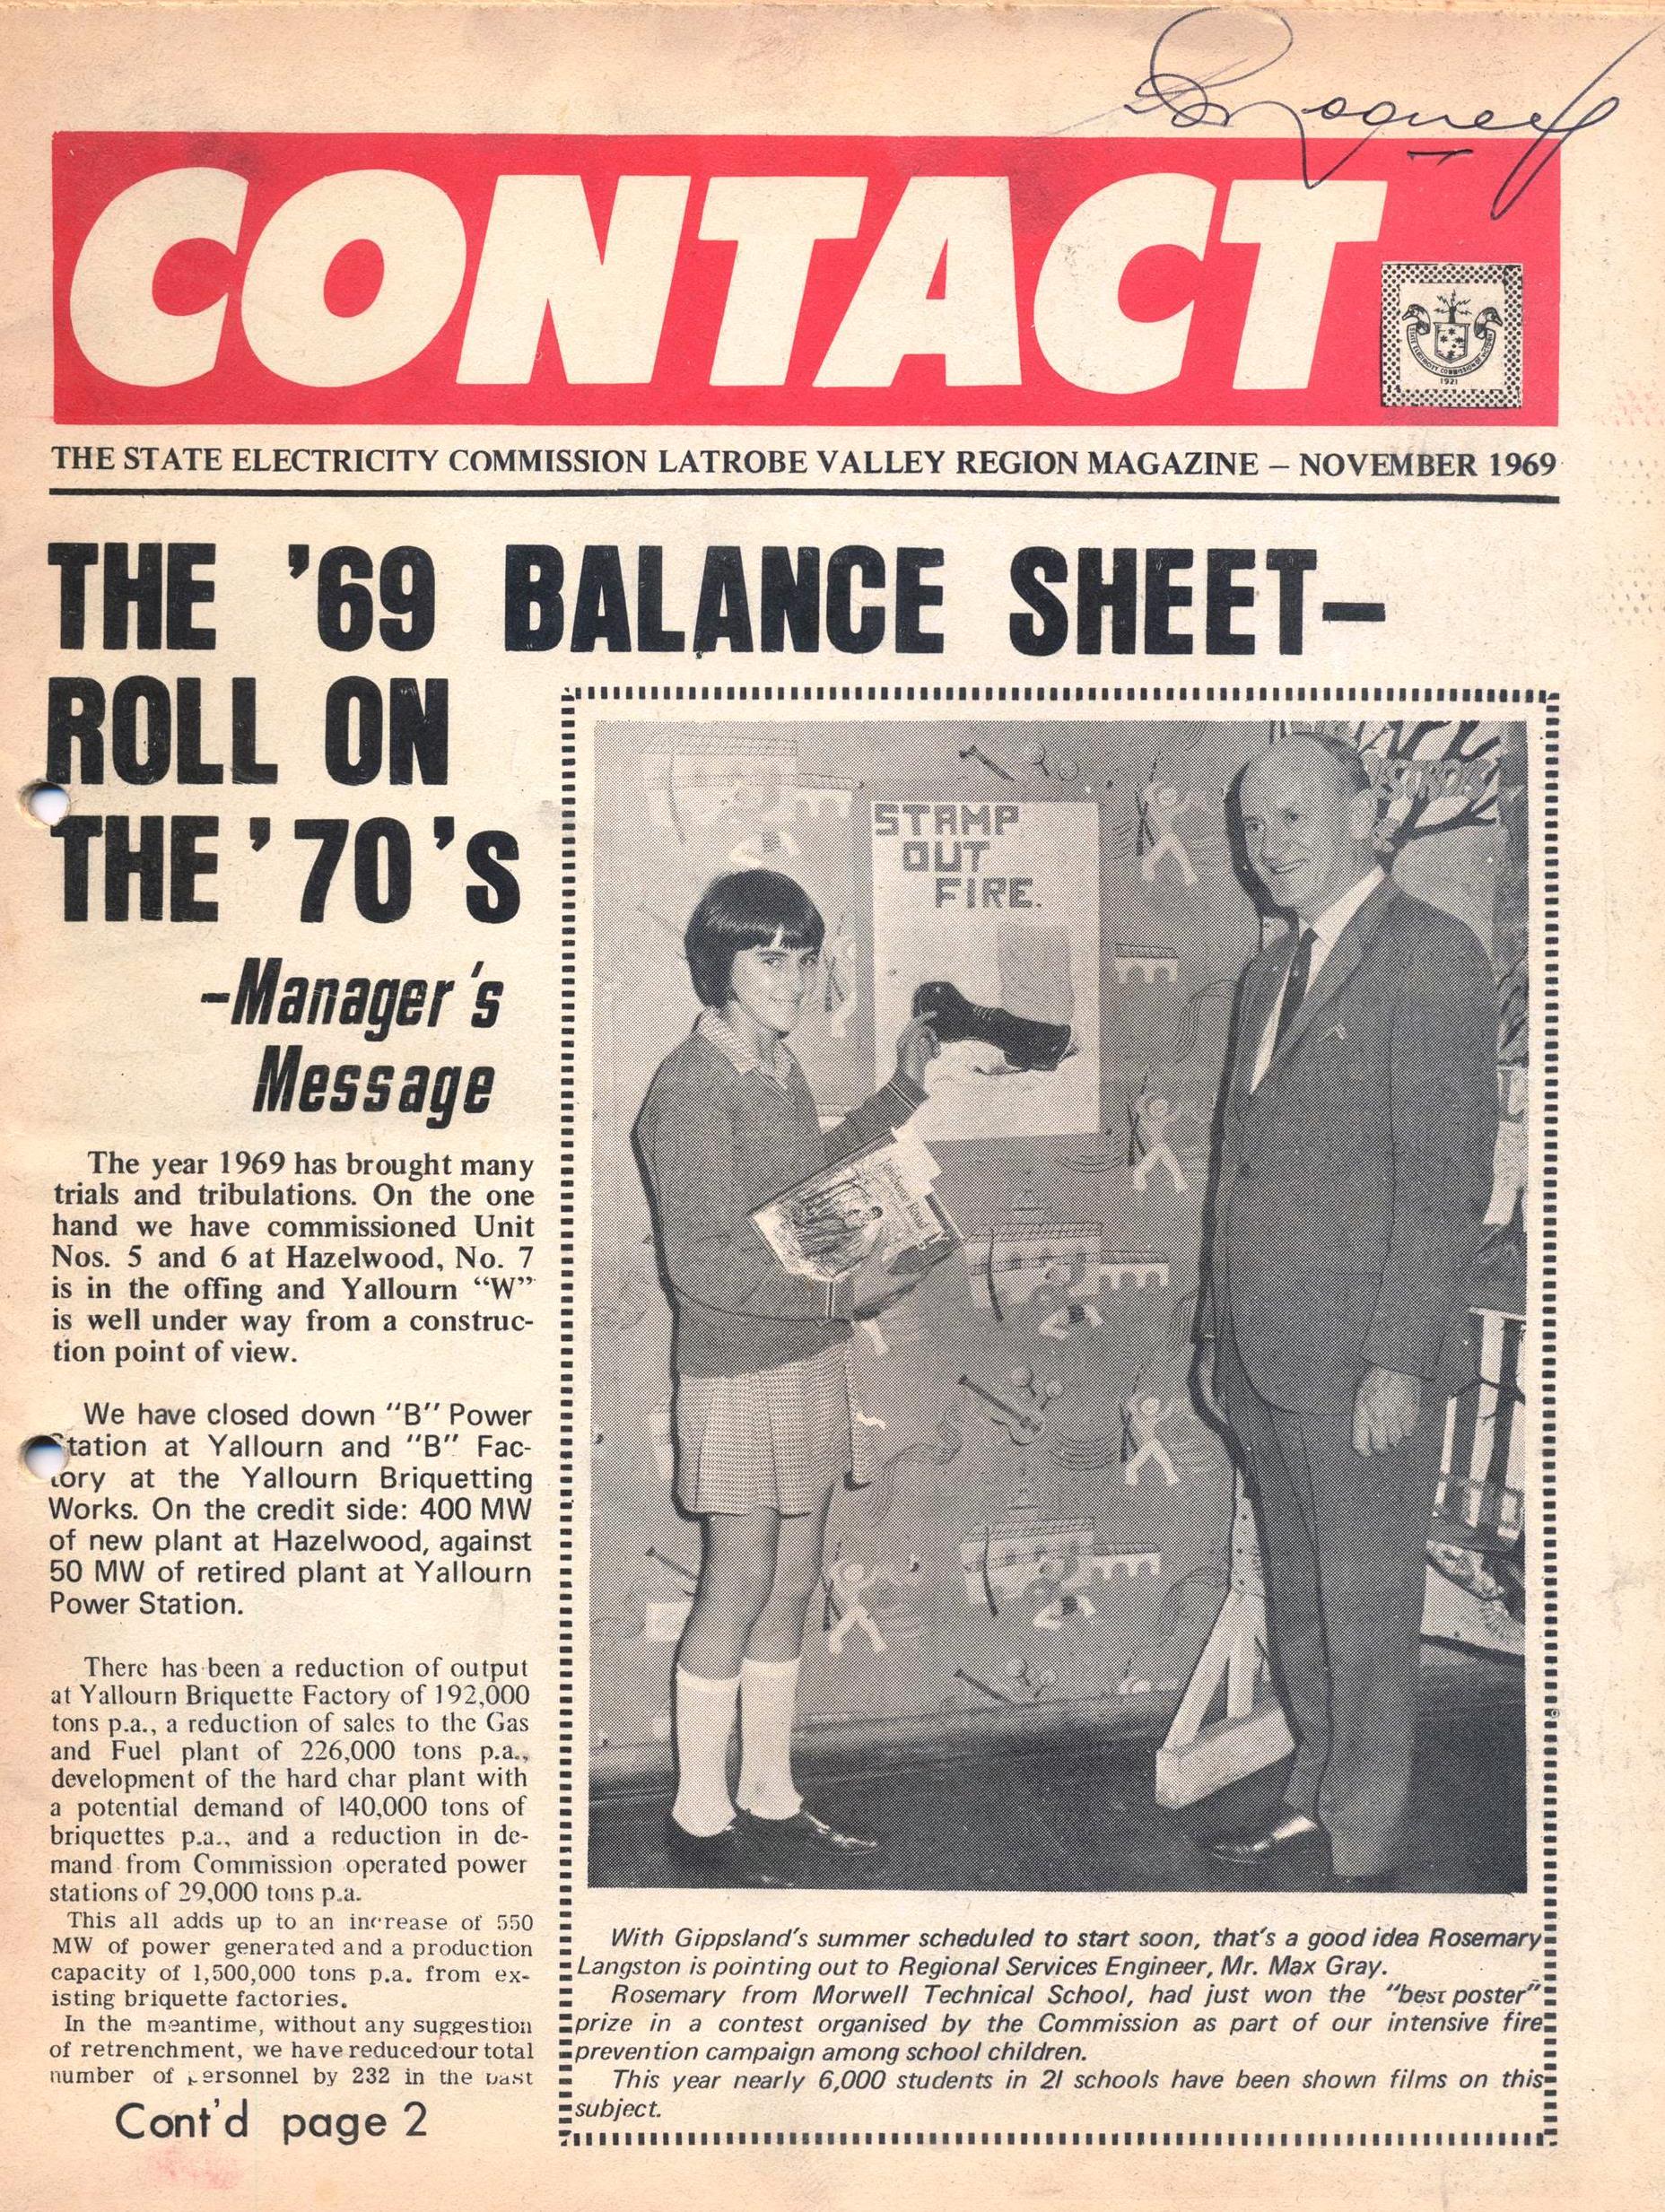 CONTACT
STATE ELECTRICITY COMMISSION OF VICTORIA
1921
THE STATE ELECTRICITY COMMISSION LATROBE VALLEY REGION MAGAZINE – NOVEMBER 1969
THE '69 BALANCE SHEET–
ROLL ON
THE '70's
-Manager's
Message
The year 1969 has brought many
trials and tribulations. On the one
hand we have commissioned Unit
Nos. 5 and 6 at Hazelwood, No. 7
is in the offing and Yallourn "W"
is well under way from a construc-
tion point of view.
We have closed down "B" Power
Station at Yallourn and "B" Fac-
tory at the Yallourn Briquetting
Works. On the credit side: 400 MW
of new plant at Hazelwood, against
50 MW of retired plant at Yallourn
Power Station.
There has been a reduction of output
at Yallourn Briquette Factory of 192,000
tons p.a., a reduction of sales to the Gas
and Fuel plant of 226,000 tons p.a.,
development of the hard char plant with
a potential demand of 140,000 tons of
briquettes p.a., and a reduction in de-
mand from Commission operated power
stations of 29,000 tons p.a.
This all adds up to an increase of 550
MW of power generated and a production
capacity of 1,500,000 tons p.a. from ex-
isting briquette factories.
In the meantime, without any suggestion
of retrenchment, we have reduced our total
number of personnel by 232 in the past
Cont'd page 2
STAMP
OUT
FIRE.
With Gippsland's summer scheduled to start soon, that's a good idea Rosemary
Langston is pointing out to Regional Services Engineer, Mr. Max Gray.
Rosemary from Morwell Technical School, had just won the "best poster"
prize in a contest organised by the Commission as part of our intensive fire
prevention campaign among school children.
This year nearly 6,000 students in 21 schools have been shown films on this
subject.